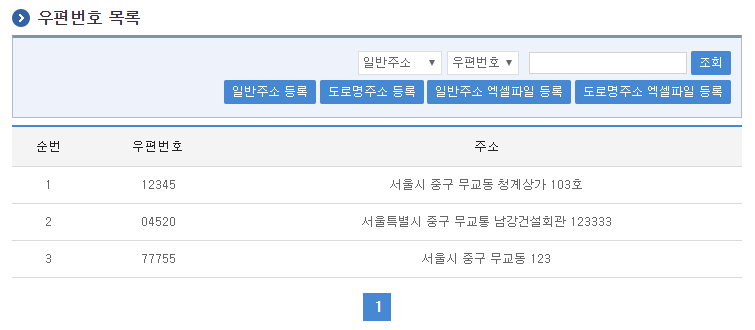 우편번호 목록
일반주소 우편번호 조회
일반주소 등록 도로명주소 등록 일반주소 엑셀파일 등록 도로명주소 엑셀파일 등록
순번 우편번호 주소
1 12345 서울시 중구 무교동 청계상가 103호
2 04520 서울특별시 중구 무교통 남강건설회관 123333
3 77755 서울시 중구 무교동 123
1